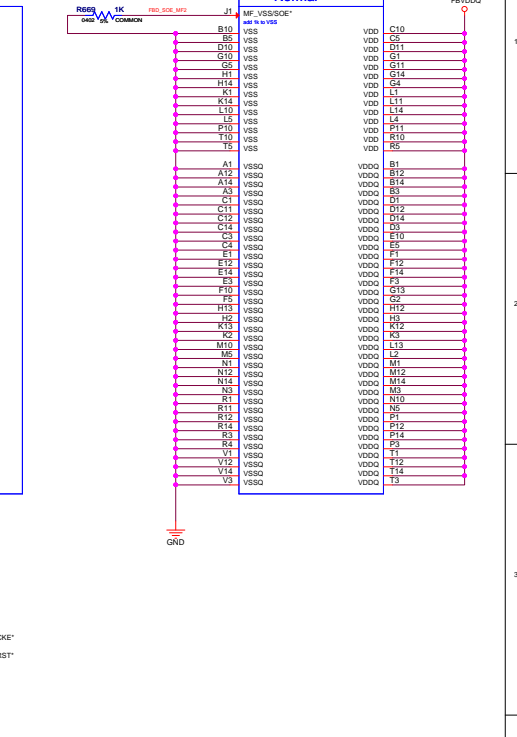 FBVDDQ
R669 1K FBD_SOE_MF2 J1 MF_VSS/SOE*
0402 5% COMMON add 1k to VSS
B10 VSS VDD C10
B5 VSS VDD C5
D10 VSS VDD D11
G10 VSS VDD G1
G5 VSS VDD G11
H1 VSS VDD G14
H14 VSS VDD G4
K1 VSS VDD L1
K14 VSS VDD L11
L10 VSS VDD L14
L5 VSS VDD L4
P10 VSS VDD P11
T10 VSS VDD R10
T5 VSS VDD R5
A1 VSSQ VDDQ B1
A12 VSSQ VDDQ B12
A14 VSSQ VDDQ B14
A3 VSSQ VDDQ B3
C1 VSSQ VDDQ D1
C11 VSSQ VDDQ D12
C12 VSSQ VDDQ D14
C14 VSSQ VDDQ D3
C3 VSSQ VDDQ E10
C4 VSSQ VDDQ E5
E1 VSSQ VDDQ F1
E12 VSSQ VDDQ F12
E14 VSSQ VDDQ F14
E3 VSSQ VDDQ F3
F10 VSSQ VDDQ G13
F5 VSSQ VDDQ G2
H13 VSSQ VDDQ H12
H2 VSSQ VDDQ H3
K13 VSSQ VDDQ K12
K2 VSSQ VDDQ K3
M10 VSSQ VDDQ L13
M5 VSSQ VDDQ L2
N1 VSSQ VDDQ M1
N12 VSSQ VDDQ M12
N14 VSSQ VDDQ M14
N3 VSSQ VDDQ M3
R1 VSSQ VDDQ N10
R11 VSSQ VDDQ N5
R12 VSSQ VDDQ P1
R14 VSSQ VDDQ P12
R3 VSSQ VDDQ P14
R4 VSSQ VDDQ P3
V1 VSSQ VDDQ T1
V12 VSSQ VDDQ T12
V14 VSSQ VDDQ T14
V3 VSSQ VDDQ T3
GND
1
2
3
CKE*
RST*